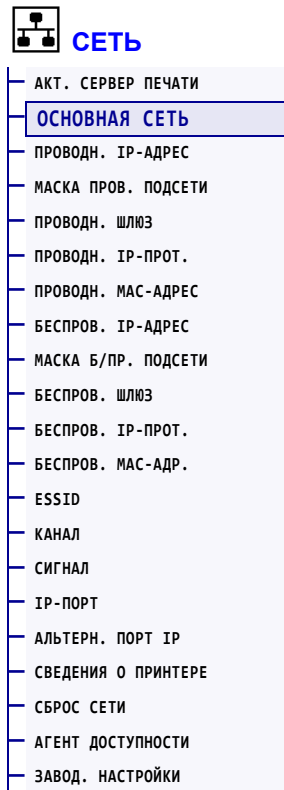 СЕТЬ
АКТ. СЕРВЕР ПЕЧАТИ
ОСНОВНАЯ СЕТЬ
ПРОВОДН. IP-АДРЕС
МАСКА ПРОВ. ПОДСЕТИ
ПРОВОДН. ШЛЮЗ
ПРОВОДН. IP-ПРОТ.
ПРОВОДН. MAC-АДРЕС
БЕСПРОВ. IP-АДРЕС
МАСКА Б/ПР. ПОДСЕТИ
БЕСПРОВ. ШЛЮЗ
БЕСПРОВ. IP-ПРОТ.
БЕСПРОВ. MAC-АДР.
ESSID
КАНАЛ
СИГНАЛ
IP-ПОРТ
АЛЬТЕРН. ПОРТ IP
СВЕДЕНИЯ О ПРИНТЕРЕ
СБРОС СЕТИ
АГЕНТ ДОСТУПНОСТИ
ЗАВОД. НАСТРОЙКИ